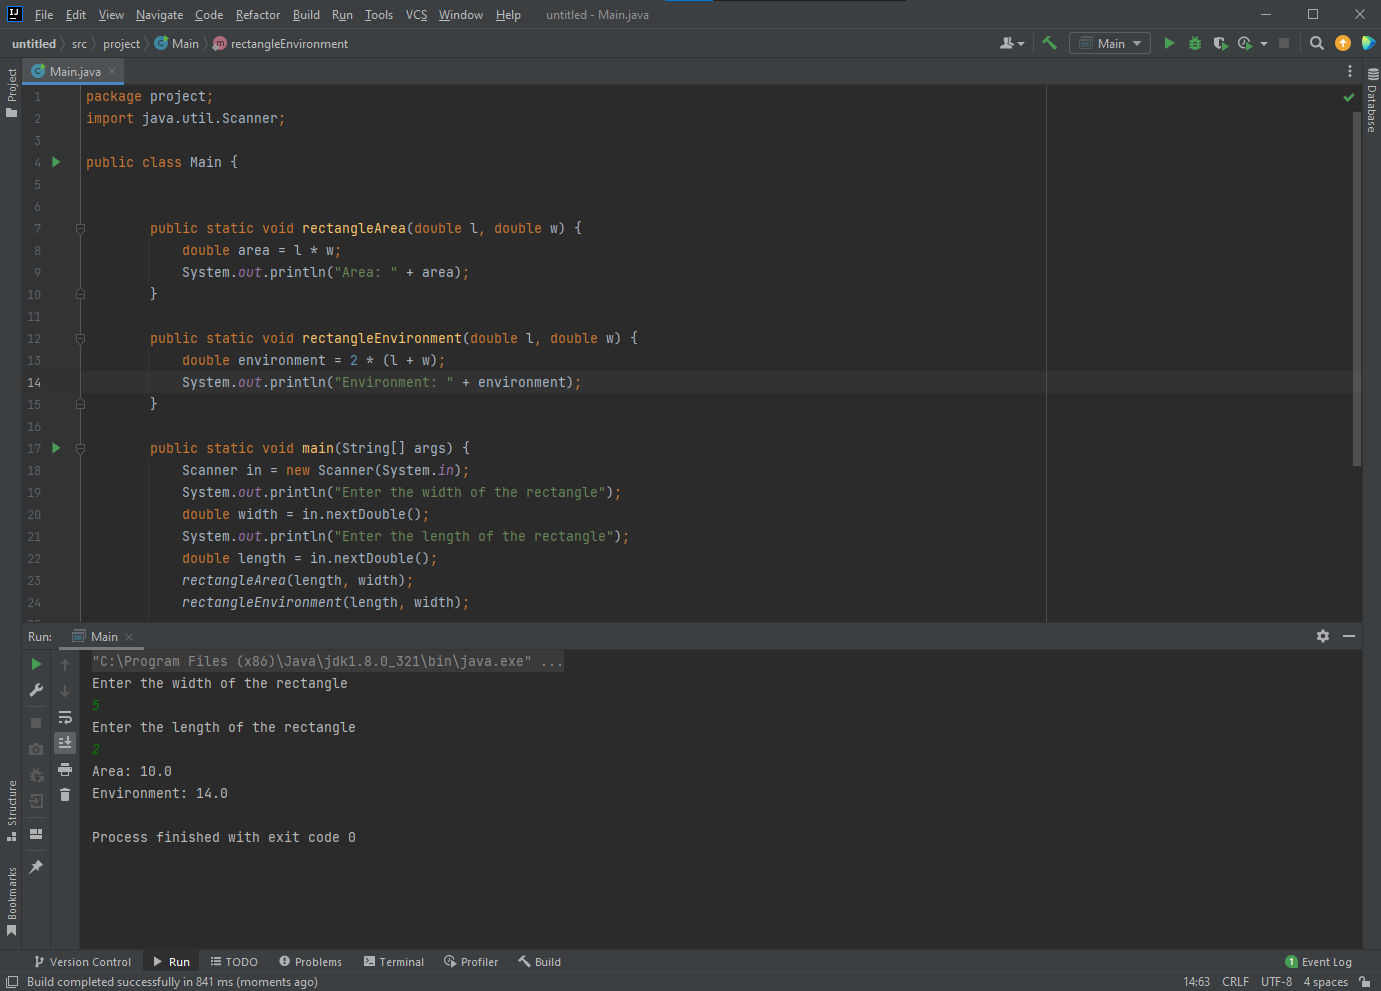 File Edit View Navigate Code Refactor Build Run Tools VCS Window Help untitled - Main.java
untitled src project Main rectangleEnvironment Main
Project
Main.java
Database
1 package project;
2 import java.util.Scanner;
3
4 public class Main {
5
6
7 public static void rectangleArea(double l, double w) {
8 double area = l * w;
9 System.out.println("Area: " + area);
10 }
11
12 public static void rectangleEnvironment(double l, double w) {
13 double environment = 2 * (l + w);
14 System.out.println("Environment: " + environment);
15 }
16
17 public static void main(String[] args) {
18 Scanner in = new Scanner(System.in);
19 System.out.println("Enter the width of the rectangle");
20 double width = in.nextDouble();
21 System.out.println("Enter the length of the rectangle");
22 double length = in.nextDouble();
23 rectangleArea(length, width);
24 rectangleEnvironment(length, width);
Run: Main
"C:\Program Files (x86)\Java\jdk1.8.0_321\bin\java.exe" ...
Enter the width of the rectangle
5
Enter the length of the rectangle
2
Area: 10.0
Environment: 14.0
Process finished with exit code 0
Structure
Bookmarks
Version Control Run TODO Problems Terminal Profiler Build 1 Event Log
Build completed successfully in 841 ms (moments ago) 14:63 CRLF UTF-8 4 spaces